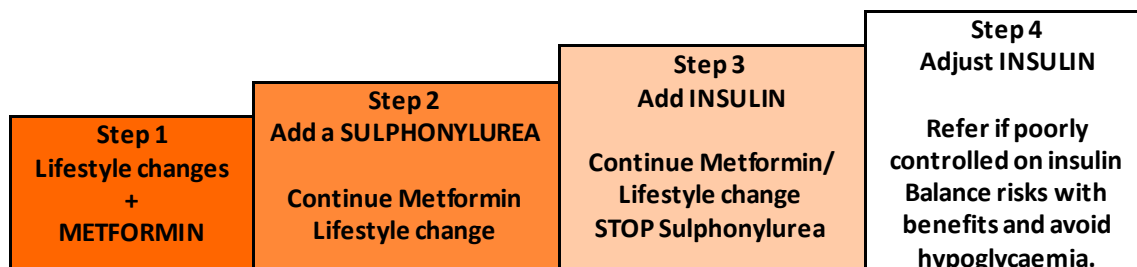 Step 1
Lifestyle changes
+
METFORMIN
Step 2
Add a SULPHONYLUREA
Continue Metformin
Lifestyle change
Step 3
Add INSULIN
Continue Metformin/
Lifestyle change
STOP Sulphonylurea
Step 4
Adjust INSULIN
Refer if poorly
controlled on insulin
Balance risks with
benefits and avoid
hypoglycaemia.